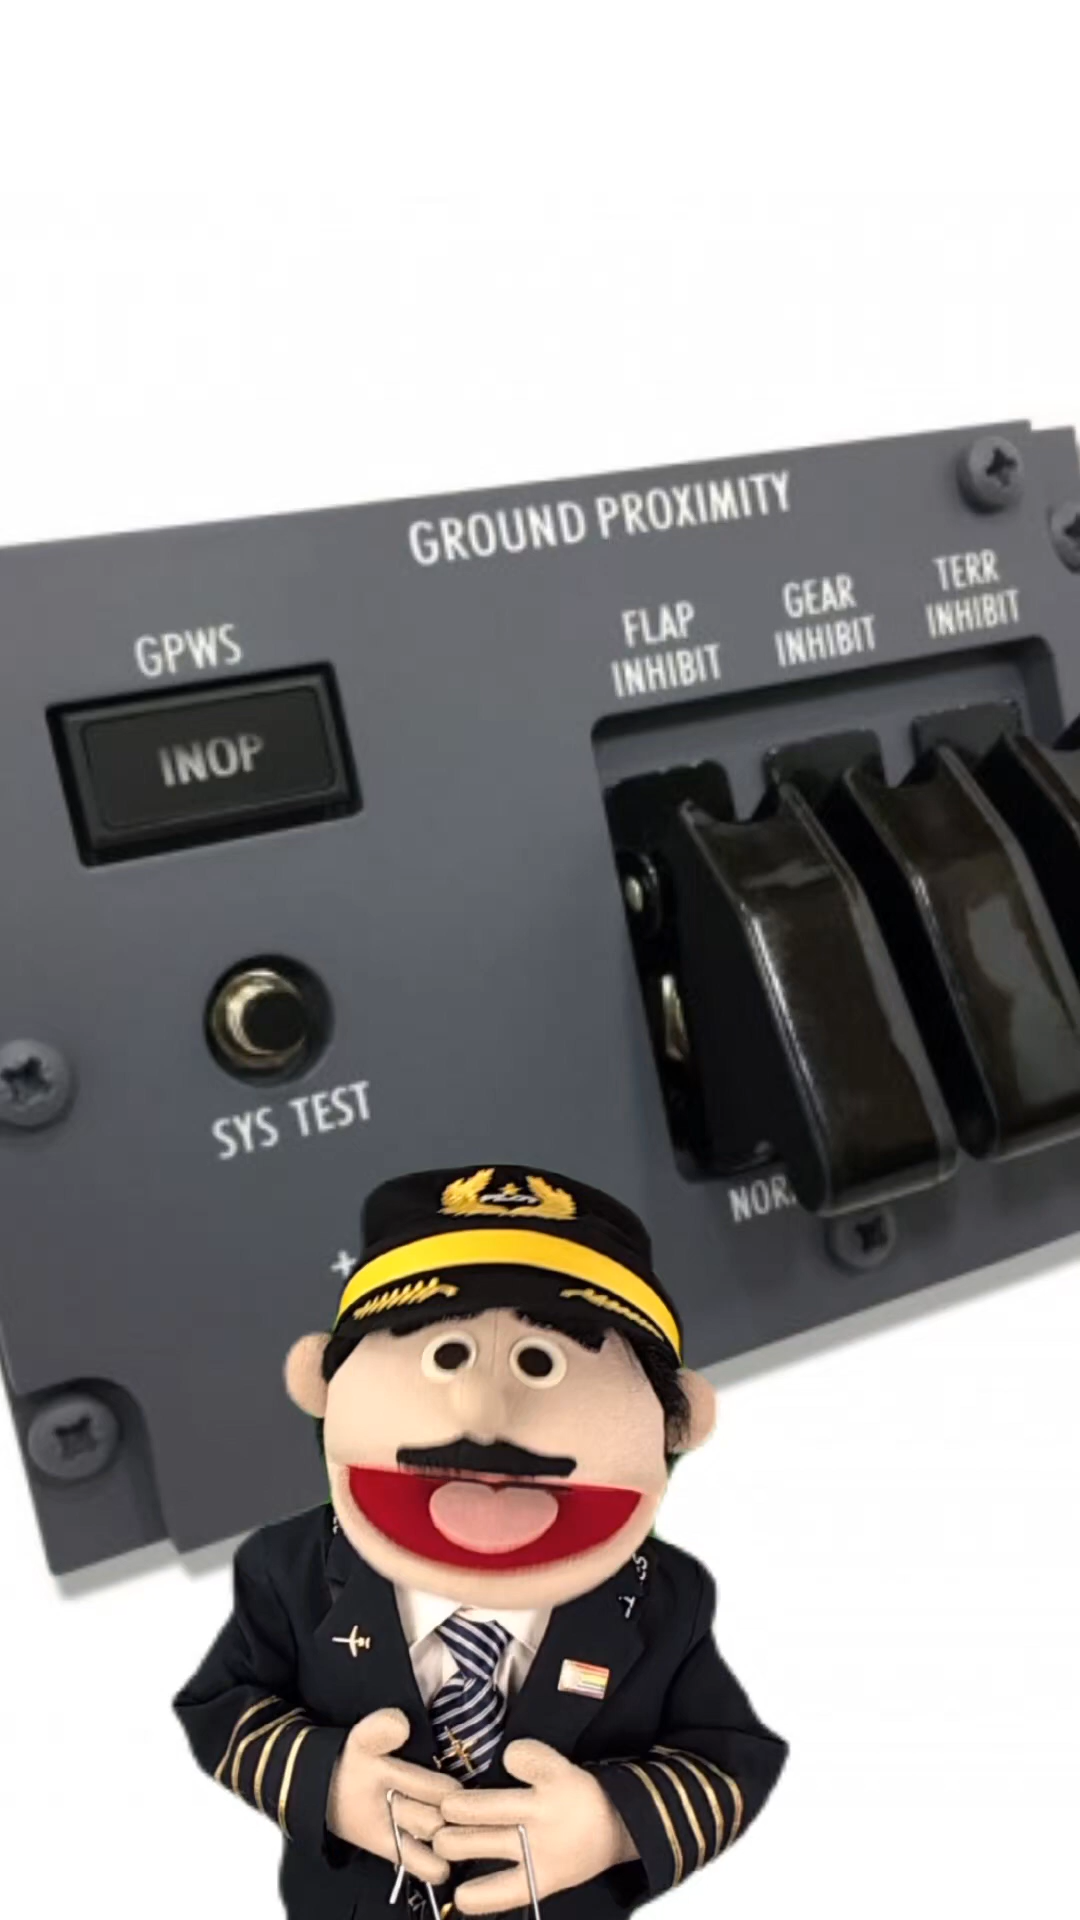 GROUND PROXIMITY
GPWS
INOP
FLAP
INHIBIT
GEAR
INHIBIT
TERR
INHIBIT
SYS TEST